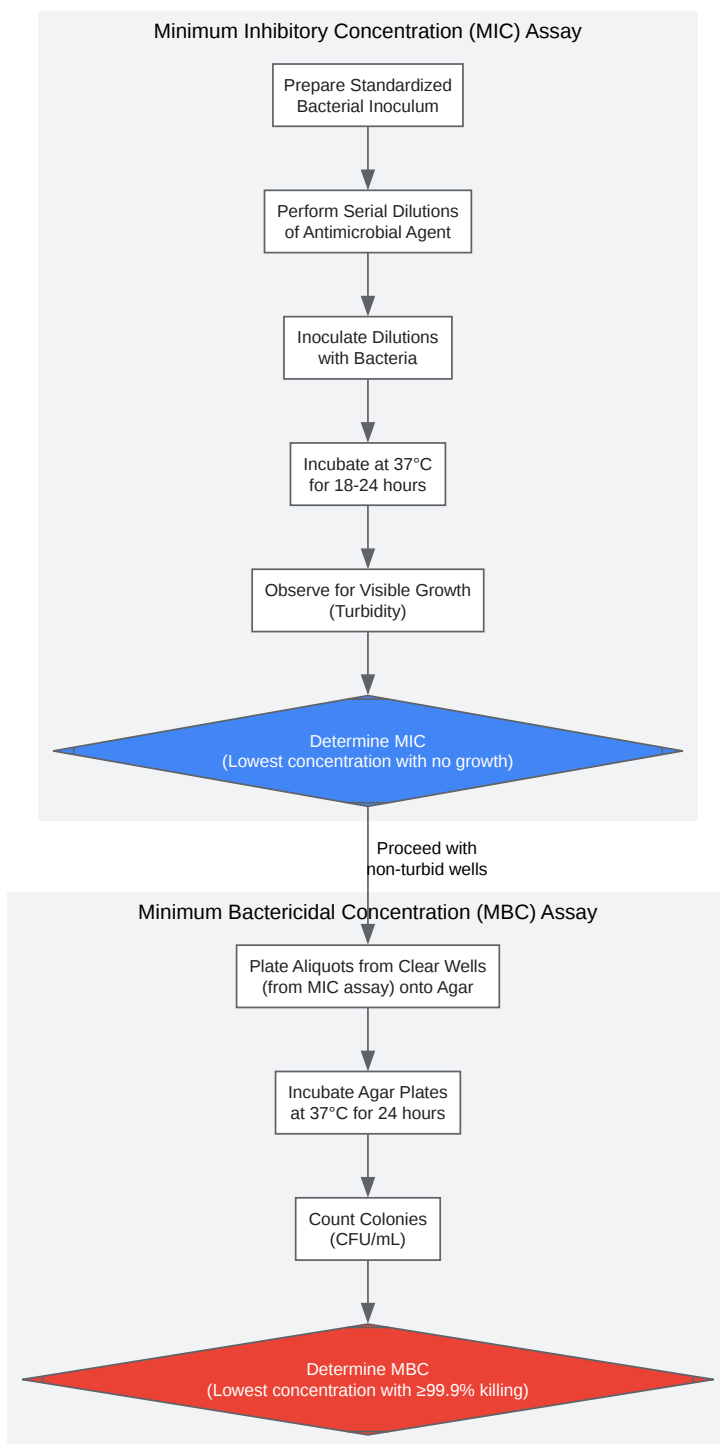 Minimum Inhibitory Concentration (MIC) Assay
Prepare Standardized
Bacterial Inoculum
Perform Serial Dilutions
of Antimicrobial Agent
Inoculate Dilutions
with Bacteria
Incubate at 37°C
for 18-24 hours
Observe for Visible Growth
(Turbidity)
Determine MIC
(Lowest concentration with no growth)
Proceed with
non-turbid wells
Minimum Bactericidal Concentration (MBC) Assay
Plate Aliquots from Clear Wells
(from MIC assay) onto Agar
Incubate Agar Plates
at 37°C for 24 hours
Count Colonies
(CFU/mL)
Determine MBC
(Lowest concentration with ≥99.9% killing)